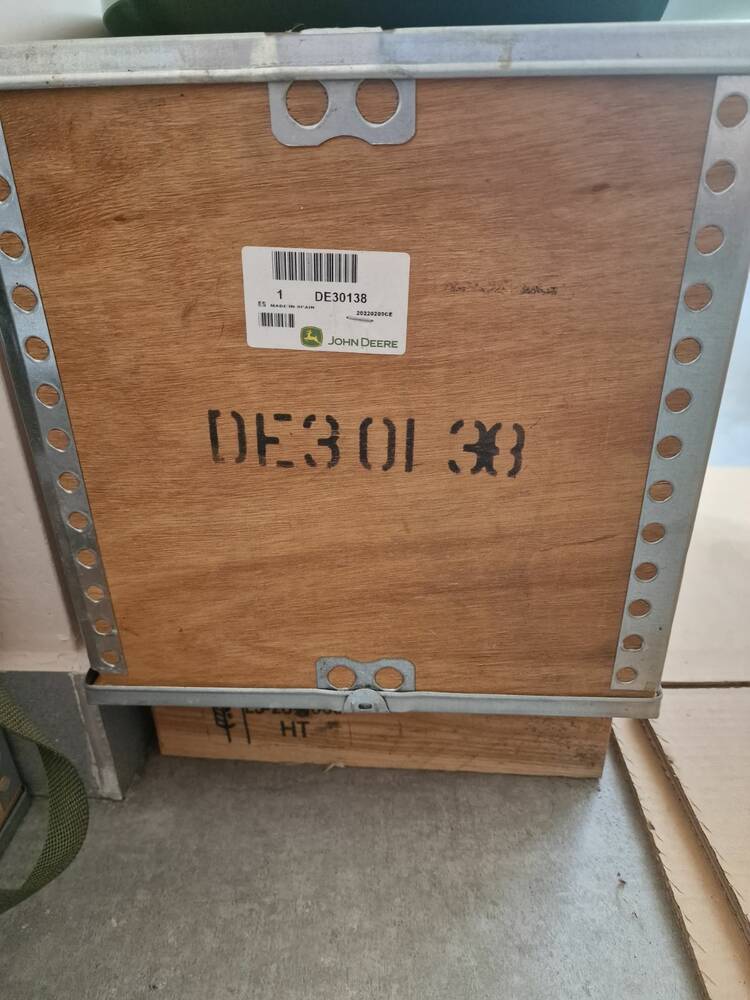 1 DE30138
ES MADE IN SPAIN
20220209CE
JOHN DEERE
DE30138
HT